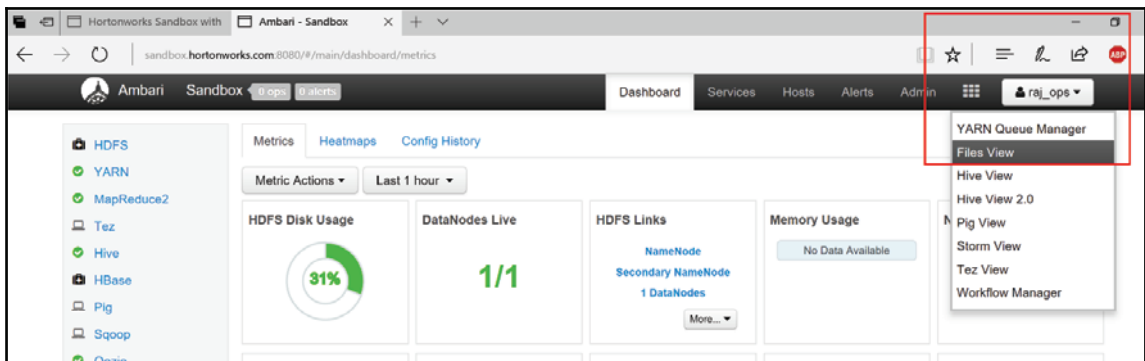 Hortonworks Sandbox with Ambari - Sandbox
sandbox.hortonworks.com:8080/#/main/dashboard/metrics ABP
Ambari Sandbox 0 ops 0 alerts Dashboard Services Hosts Alerts Admin raj_ops
YARN Queue Manager
Files View
Hive View
Hive View 2.0
Pig View
Storm View
Tez View
Workflow Manager
HDFS
YARN
MapReduce2
Tez
Hive
HBase
Pig
Sqoop
Metrics Heatmaps Config History
Metric Actions Last 1 hour
HDFS Disk Usage
31%
DataNodes Live
1/1
HDFS Links
NameNode
Secondary NameNode
1 DataNodes
More...
Memory Usage
No Data Available